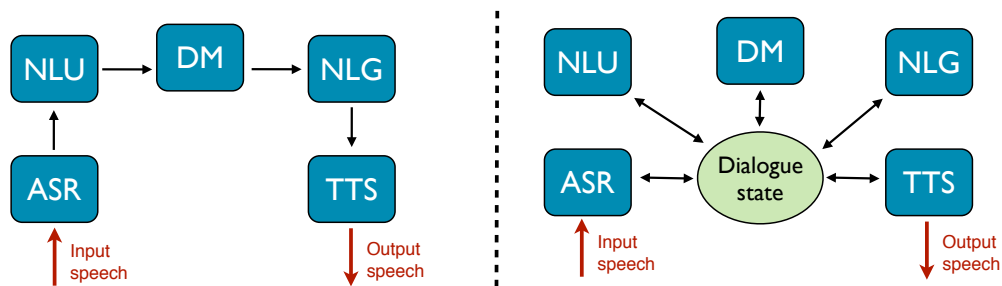 NLU
DM
NLG
ASR
TTS
Input
speech
Output
speech
NLU
DM
NLG
ASR
Dialogue
state
TTS
Input
speech
Output
speech